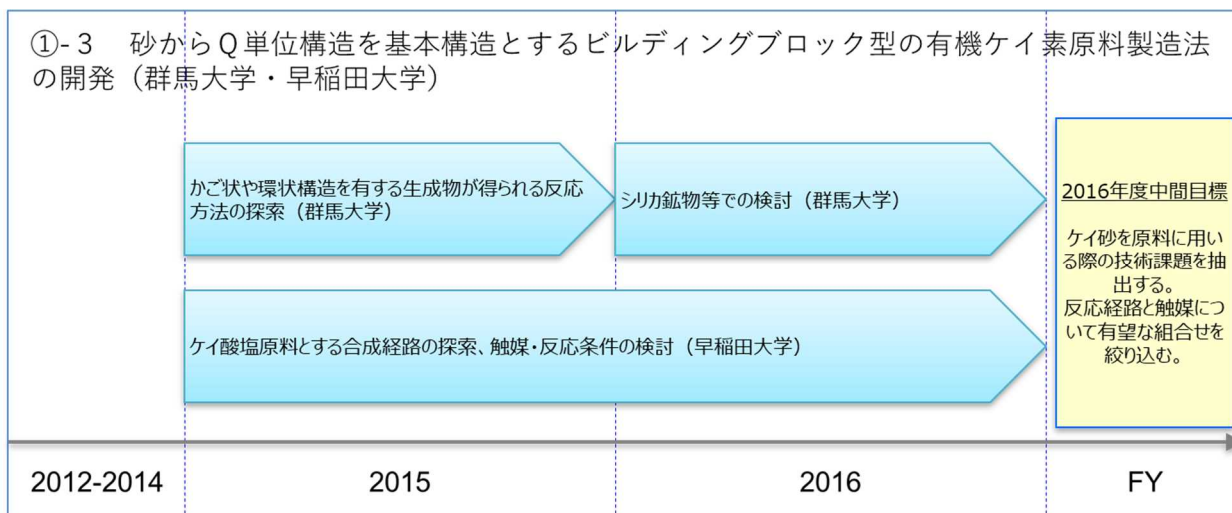 ①-３　砂からＱ単位構造を基本構造とするビルディングブロック型の有機ケイ素原料製造法
の開発（群馬大学・早稲田大学）
かご状や環状構造を有する生成物が得られる反応
方法の探索（群馬大学）
シリカ鉱物等での検討（群馬大学）
ケイ酸塩原料とする合成経路の探索、触媒・反応条件の検討（早稲田大学）
2016年度中間目標
ケイ砂を原料に用い
る際の技術課題を抽
出する。
反応経路と触媒につ
いて有望な組合せを
絞り込む。
2012-2014
2015
2016
FY